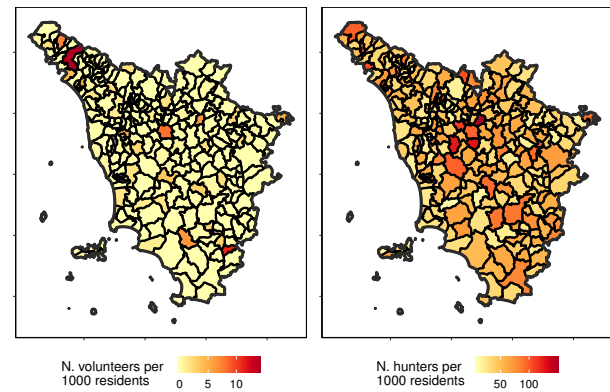 N. volunteers per
1000 residents
0 5 10
N. hunters per
1000 residents
50 100